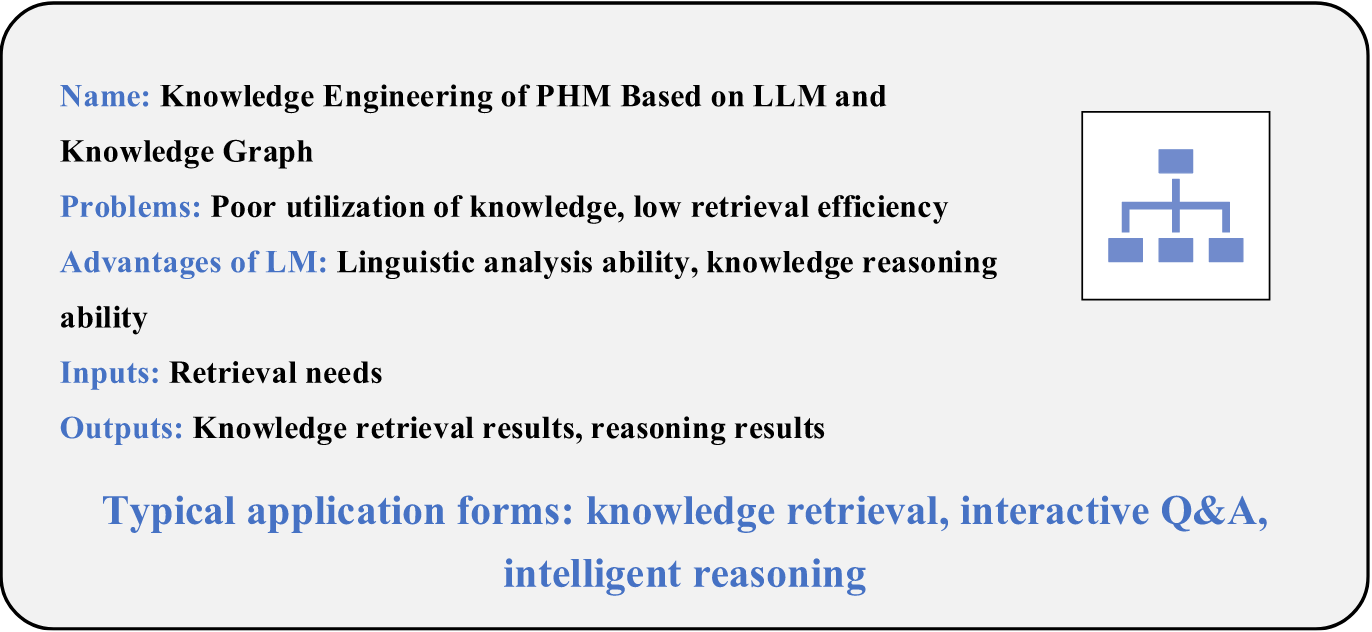 Name: Knowledge Engineering of PHM Based on LLM and
Knowledge Graph
Problems: Poor utilization of knowledge, low retrieval efficiency
Advantages of LM: Linguistic analysis ability, knowledge reasoning
ability
Inputs: Retrieval needs
Outputs: Knowledge retrieval results, reasoning results
Typical application forms: knowledge retrieval, interactive Q&A,
intelligent reasoning